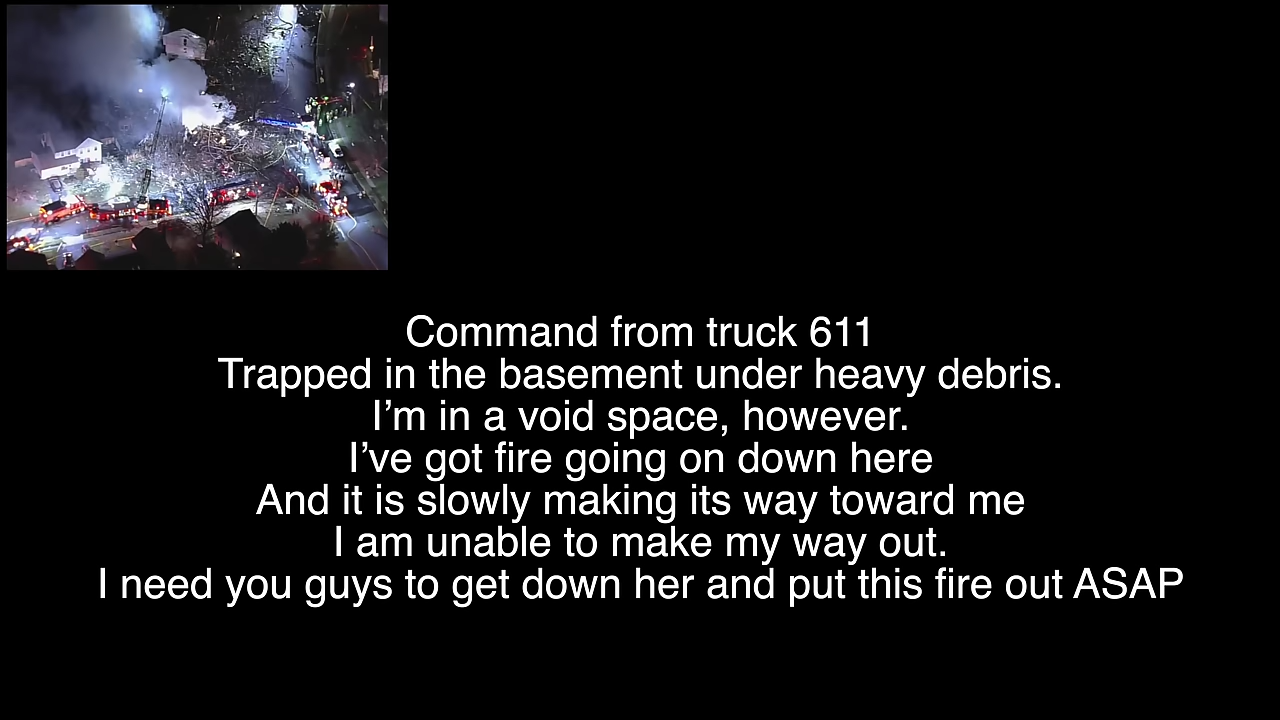 Command from truck 611
Trapped in the basement under heavy debris.
I’m in a void space, however.
I’ve got fire going on down here
And it is slowly making its way toward me
I am unable to make my way out.
I need you guys to get down her and put this fire out ASAP